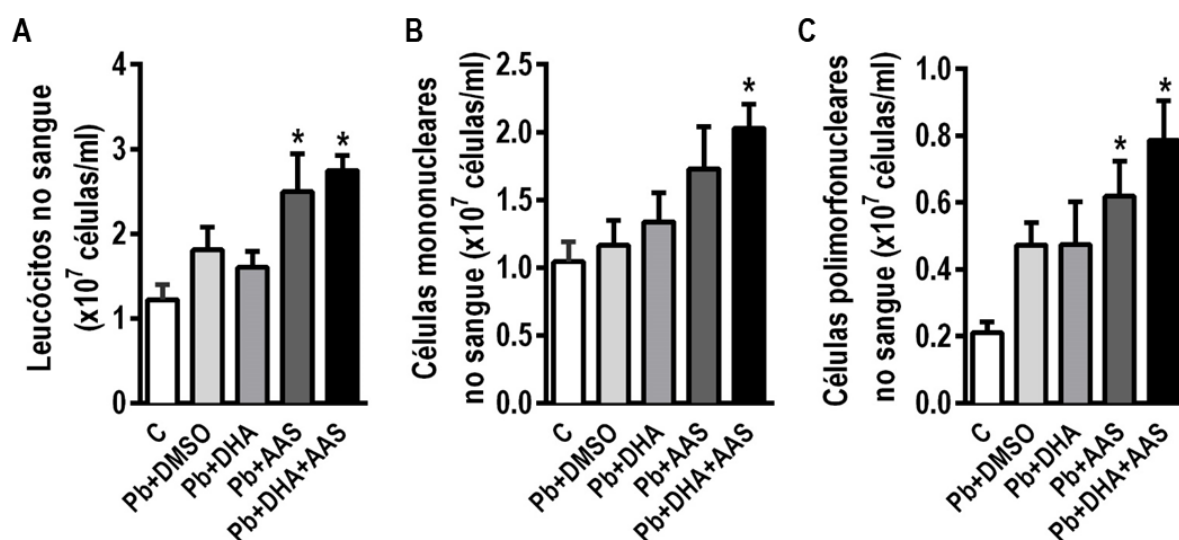 A
Leucócitos no sangue
(x10⁷ células/ml)
4
3
2
1
0
* *
C
Pb+DMSO
Pb+DHA
Pb+AAS
Pb+DHA+AAS
B
Células mononucleares
no sangue (x10⁷ células/ml)
2.5
2.0
1.5
1.0
0.5
0.0
*
C
Pb+DMSO
Pb+DHA
Pb+AAS
Pb+DHA+AAS
C
Células polimorfonucleares
no sangue (x10⁷ células/ml)
1.0
0.8
0.6
0.4
0.2
0.0
*
*
C
Pb+DMSO
Pb+DHA
Pb+AAS
Pb+DHA+AAS